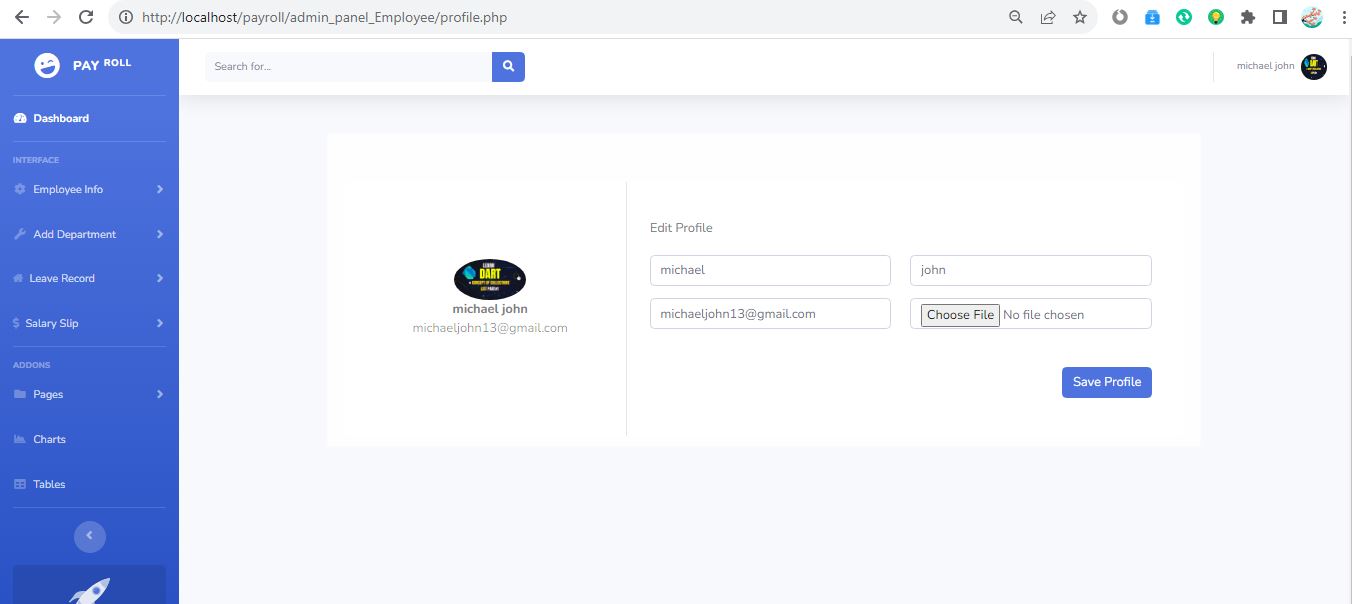 http://localhost/payroll/admin_panel_Employee/profile.php
PAY ROLL
Search for...
michael john
Dashboard
INTERFACE
Employee Info
Add Department
Leave Record
$ Salary Slip
ADDONS
Pages
Charts
Tables
LEARN
DART
michael john
michaeljohn13@gmail.com
Edit Profile
michael
john
michaeljohn13@gmail.com
Choose File No file chosen
Save Profile